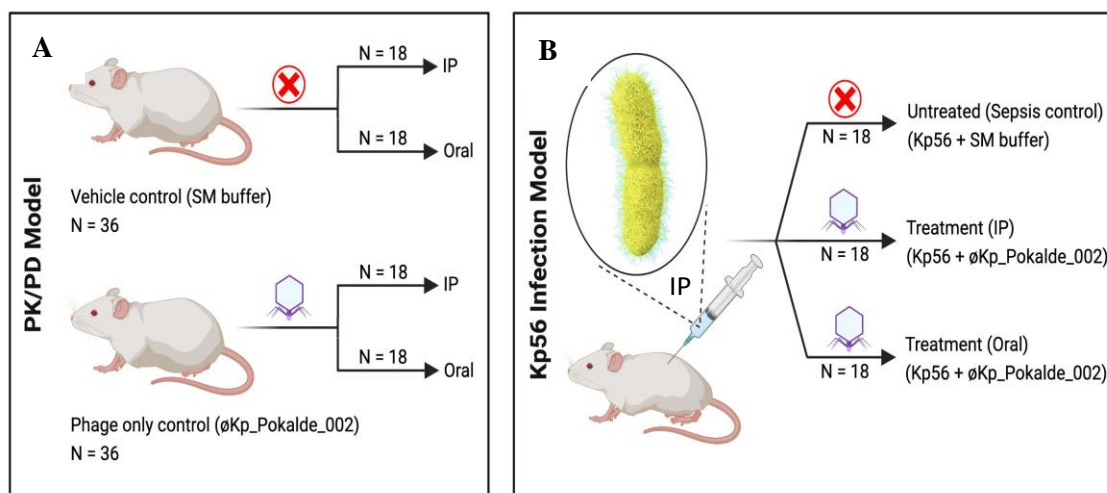 A
PK/PD Model
N = 18
IP
N = 18
Oral
Vehicle control (SM buffer)
N = 36
N = 18
IP
N = 18
Oral
Phage only control (øKp_Pokalde_002)
N = 36
B
Kp56 Infection Model
IP
N = 18
Untreated (Sepsis control)
(Kp56 + SM buffer)
N = 18
Treatment (IP)
(Kp56 + øKp_Pokalde_002)
N = 18
Treatment (Oral)
(Kp56 + øKp_Pokalde_002)